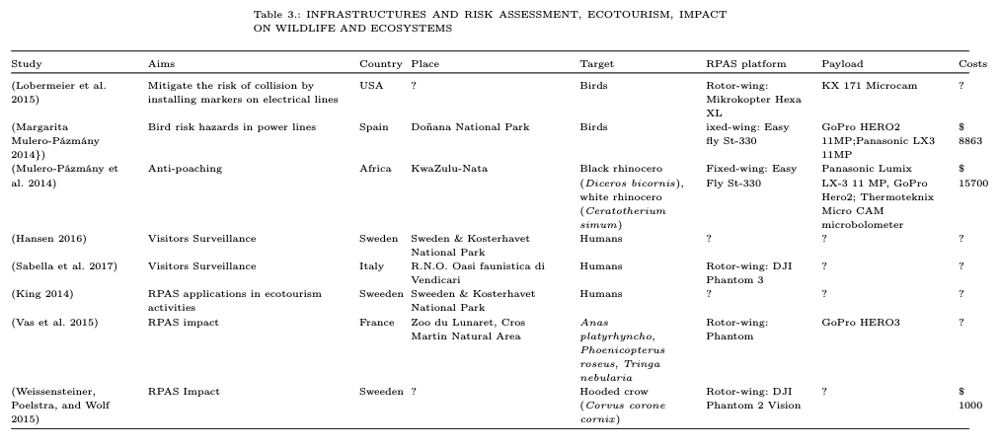 Table 3.: INFRASTRUCTURES AND RISK ASSESSMENT, ECOTOURISM, IMPACT
ON WILDLIFE AND ECOSYSTEMS
Study Aims Country Place Target RPAS platform Payload Costs
(Lobermeier et al. Mitigate the risk of collision by USA ? Birds Rotor-wing: KX 171 Microcam ?
2015) installing markers on electrical lines Mikrokopter Hexa
XL
(Margarita Bird risk hazards in power lines Spain Doñana National Park Birds ixed-wing: Easy GoPro HERO2 $
Mulero-Pázmány fly St-330 11MP;Panasonic LX3 8863
2014}) 11MP
(Mulero-Pázmány et Anti-poaching Africa KwaZulu-Nata Black rhinocero Fixed-wing: Easy Panasonic Lumix $
al. 2014) (Diceros bicornis), Fly St-330 LX-3 11 MP, GoPro 15700
white rhinocero Hero2; Thermoteknix
(Ceratotherium Micro CAM
simum) microbolometer
(Hansen 2016) Visitors Surveillance Sweden Sweden & Kosterhavet Humans ? ? ?
National Park
(Sabella et al. 2017) Visitors Surveillance Italy R.N.O. Oasi faunistica di Humans Rotor-wing: DJI ? ?
Vendicari Phantom 3
(King 2014) RPAS applications in ecotourism Sweden Sweden & Kosterhavet Humans ? ? ?
activities National Park
(Vas et al. 2015) RPAS impact France Zoo du Lunaret, Cros Anas Rotor-wing: GoPro HERO3 ?
Martin Natural Area platyrhyncho, Phantom
Phoenicopterus
roseus, Tringa
nebularia
(Weissensteiner, RPAS Impact Sweden ? Hooded crow Rotor-wing: DJI ? $
Poelstra, and Wolf (Corvus corone Phantom 2 Vision 1000
2015) cornix)